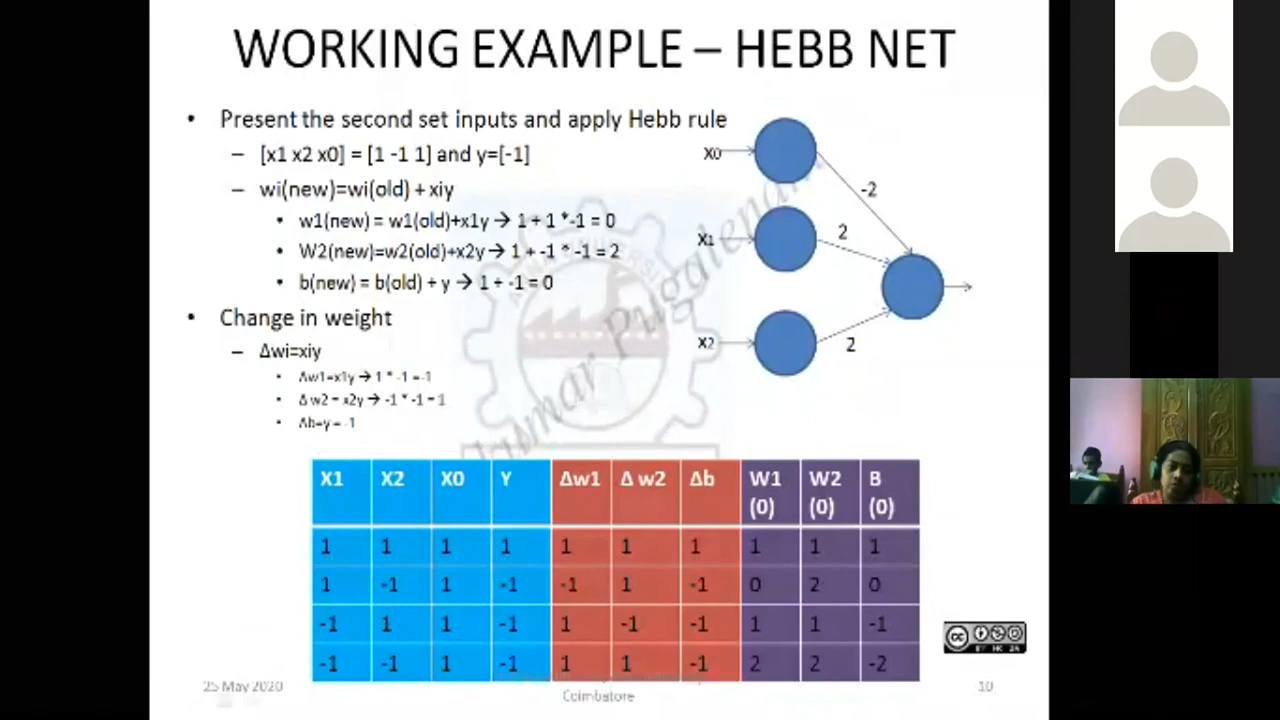 WORKING EXAMPLE – HEBB NET
• Present the second set inputs and apply Hebb rule
– [x1 x2 x0] = [1 -1 1] and y=[-1]
– wi(new)=wi(old) + xiy
• w1(new) = w1(old)+x1y → 1 + 1 *-1 = 0
• W2(new)=w2(old)+x2y → 1 + -1 * -1 = 2
• b(new) = b(old) + y → 1 + -1 = 0
• Change in weight
– Δwi=xiy
• Δw1=x1y → 1 * -1 =-1
• Δ w2 = x2y → -1 * -1 = 1
• Δb=y = -1
X0
-2
X1
2
X2
2
X1 X2 X0 Y Δw1 Δ w2 Δb W1 (0) W2 (0) B (0)
1 1 1 1 1 1 1 1 1 1
1 -1 1 -1 -1 1 -1 0 2 0
-1 1 1 -1 1 -1 -1 1 1 -1
-1 -1 1 -1 1 1 -1 2 2 -2
25 May 2020
Coimbatore
10
CC
BY NC SA